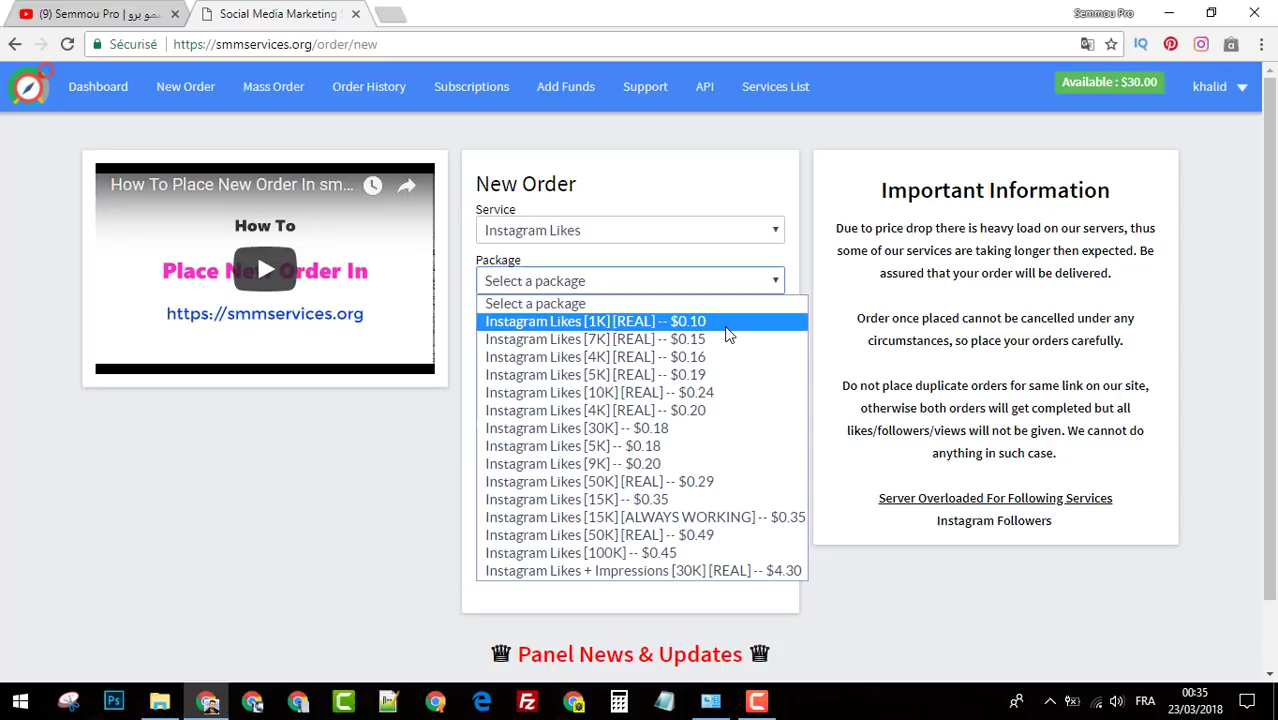 (9) Semmou Pro | سمو برو
Social Media Marketing S
Semmou Pro
Sécurisé
https://smmservices.org/order/new
Dashboard
New Order
Mass Order
Order History
Subscriptions
Add Funds
Support
API
Services List
Available : $30.00
khalid
How To Place New Order In sm...
How To
Place New Order In
https://smmservices.org
New Order
Service
Instagram Likes
Package
Select a package
Select a package
Instagram Likes [1K] [REAL] -- $0.10
Instagram Likes [7K] [REAL] -- $0.15
Instagram Likes [4K] [REAL] -- $0.16
Instagram Likes [5K] [REAL] -- $0.19
Instagram Likes [10K] [REAL] -- $0.24
Instagram Likes [4K] [REAL] -- $0.20
Instagram Likes [30K] -- $0.18
Instagram Likes [5K] -- $0.18
Instagram Likes [9K] -- $0.20
Instagram Likes [50K] [REAL] -- $0.29
Instagram Likes [15K] -- $0.35
Instagram Likes [15K] [ALWAYS WORKING] -- $0.35
Instagram Likes [50K] [REAL] -- $0.49
Instagram Likes [100K] -- $0.45
Instagram Likes + Impressions [30K] [REAL] -- $4.30
Important Information
Due to price drop there is heavy load on our servers, thus
some of our services are taking longer then expected. Be
assured that your order will be delivered.
Order once placed cannot be cancelled under any
circumstances, so place your orders carefully.
Do not place duplicate orders for same link on our site,
otherwise both orders will get completed but all
likes/followers/views will not be given. We cannot do
anything in such case.
Server Overloaded For Following Services
Instagram Followers
Panel News & Updates
FRA
00:35
23/03/2018